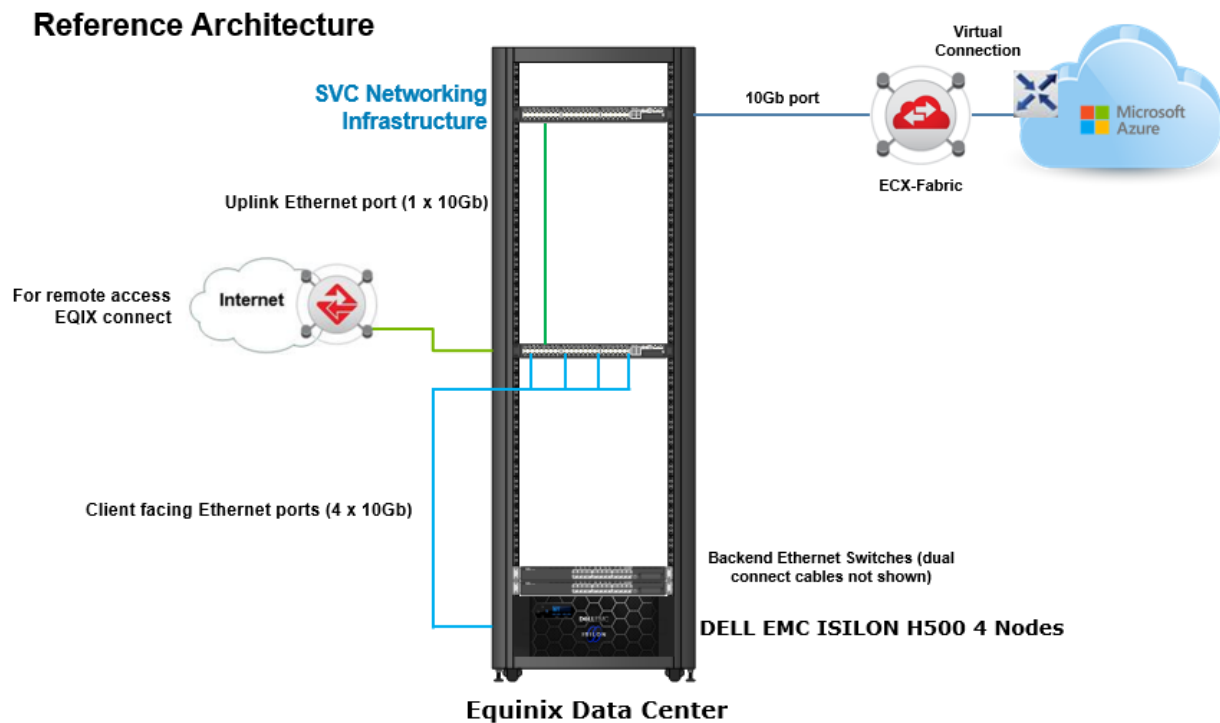 Reference Architecture
Virtual
Connection
SVC Networking
Infrastructure
10Gb port
Microsoft
Azure
ECX-Fabric
Uplink Ethernet port (1 x 10Gb)
For remote access
EQIX connect
Internet
Client facing Ethernet ports (4 x 10Gb)
Backend Ethernet Switches (dual
connect cables not shown)
DELLEMC
ISILON
DELL EMC ISILON H500 4 Nodes
Equinix Data Center